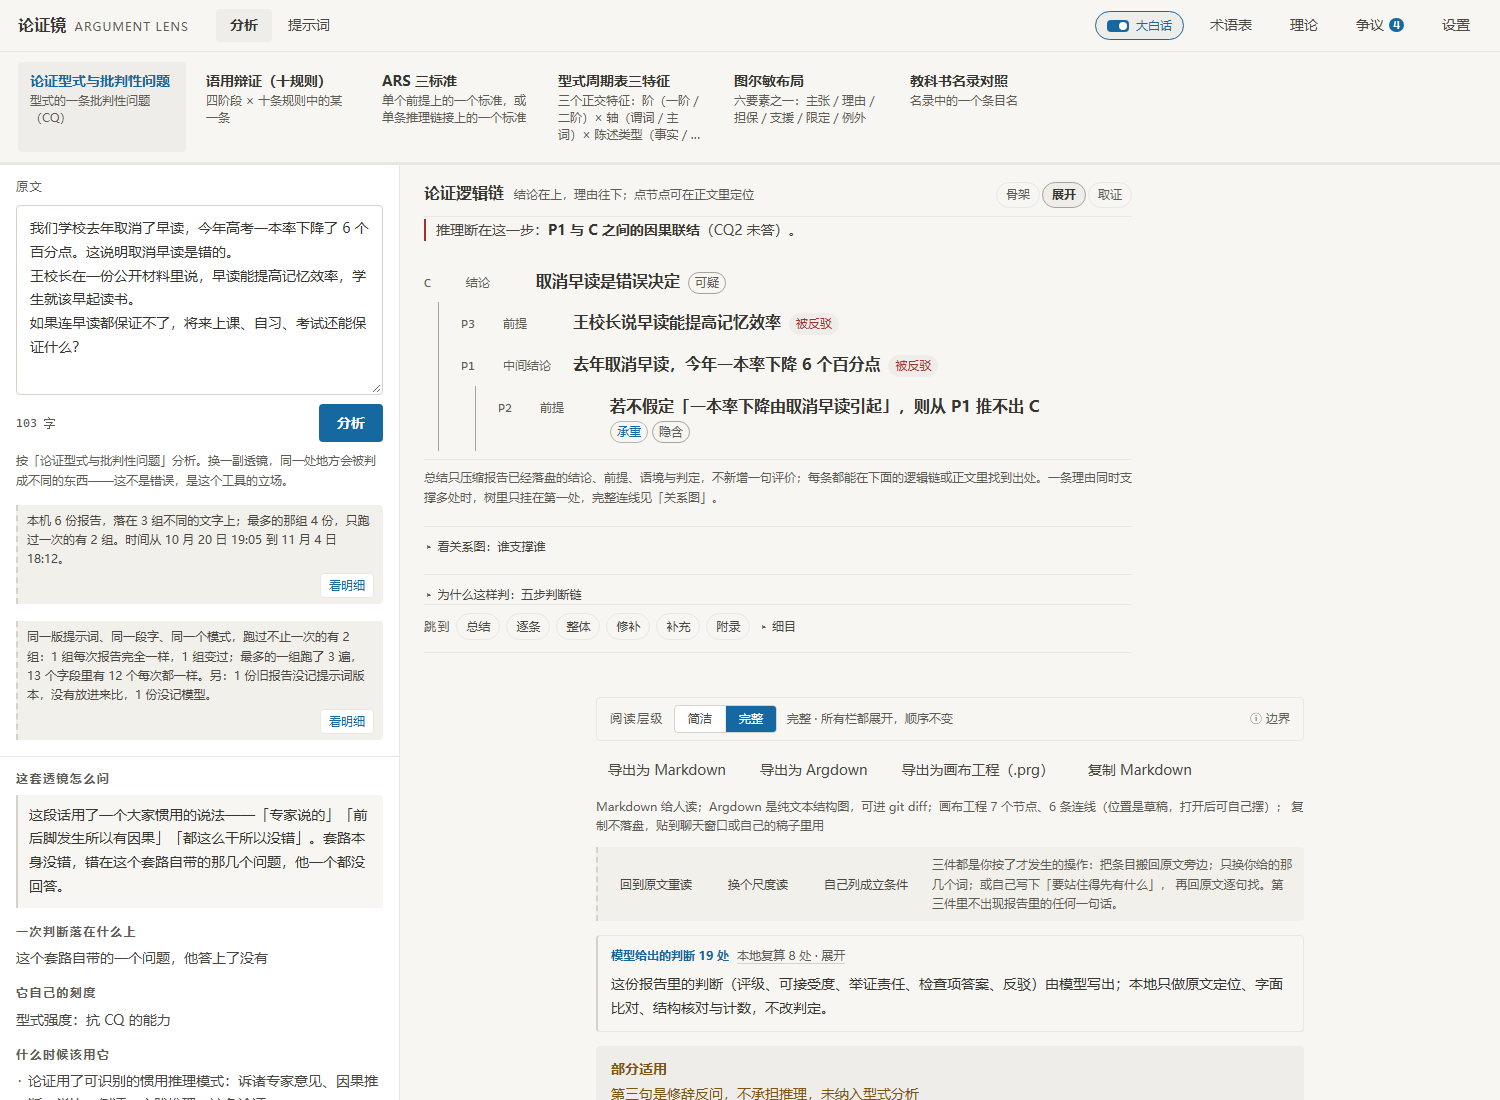 论证镜 ARGUMENT LENS 分析 提示词 大白话 术语表 理论 争议 4 设置
论证型式与批判性问题
型式的一条批判性问题
（CQ）
语用辩证（十规则）
四阶段 × 十条规则中的某
一条
ARS 三标准
单个前提上的一个标准，或
单条推理链接上的一个标准
型式周期表三特征
三个正交特征：阶（一阶 /
二阶）× 轴（谓词 / 主
词）× 陈述类型（事实 / ...
图尔敏布局
六要素之一：主张 / 理由 /
担保 / 支援 / 限定 / 例外
教科书名录对照
名录中的一个条目名
原文
我们学校去年取消了早读，今年高考一本率下降了 6 个
百分点。这说明取消早读是错的。
王校长在一份公开材料里说，早读能提高记忆效率，学
生就该早起读书。
如果连早读都保证不了，将来上课、自习、考试还能保
证什么？
103 字
分析
按「论证型式与批判性问题」分析。换一副透镜，同一处地方会被判
成不同的东西——这不是错误，是这个工具的立场。
本机 6 份报告，落在 3 组不同的文字上；最多的那组 4 份，只跑
过一次的有 2 组。时间从 10 月 20 日 19:05 到 11 月 4 日
18:12。
看明细
同一版提示词、同一段字、同一个模式，跑过不止一次的有 2
组：1 组每次报告完全一样，1 组变过；最多的一组跑了 3 遍，
13 个字段里有 12 个每次都一样。另：1 份旧报告没记提示词版
本，没有放进来比，1 份没记模型。
看明细
这套透镜怎么问
这段话用了一个大家惯用的说法——「专家说的」「前
后脚发生所以有因果」「都这么干所以没错」。套路本
身没错，错在这个套路自带的那几个问题，他一个都没
回答。
一次判断落在什么上
这个套路自带的一个问题，他答上了没有
它自己的刻度
型式强度：抗 CQ 的能力
什么时候该用它
· 论证用了可识别的惯用推理模式：诉诸专家意见、因果推
论证逻辑链 结论在上，理由往下；点节点可在正文里定位
骨架 展开 取证
推理断在这一步：P1 与 C 之间的因果联结（CQ2 未答）。
C 结论 取消早读是错误决定 可疑
P3 前提 王校长说早读能提高记忆效率 被反驳
P1 中间结论 去年取消早读，今年一本率下降 6 个百分点 被反驳
P2 前提 若不假定「一本率下降由取消早读引起」，则从 P1 推不出 C
承重 隐含
总结只压缩报告已经落盘的结论、前提、语境与判定，不新增一句评价；每条都能在下面的逻辑链或正文里找到出处。一条理由同时支
撑多处时，树里只挂在第一处，完整连线见「关系图」。
▸ 看关系图：谁支撑谁
▸ 为什么这样判：五步判断链
跳到 总结 逐条 整体 修补 补充 附录 ▸ 细目
阅读层级 简洁 完整 完整 · 所有栏都展开，顺序不变 ⓘ 边界
导出为 Markdown 导出为 Argdown 导出为画布工程（.prg） 复制 Markdown
Markdown 给人读；Argdown 是纯文本结构图，可进 git diff；画布工程 7 个节点、6 条连线（位置是草稿，打开后可自己摆）； 复
制不落盘，贴到聊天窗口或自己的稿子里用
回到原文重读 换个尺度读 自己列成立条件
三件都是你按了才发生的操作：把条目搬回原文旁边；只换你给的那
几个词；或自己写下「要站住得先有什么」，再回原文逐句找。第
三件里不出现报告里的任何一句话。
模型给出的判断 19 处 本地复算 8 处 · 展开
这份报告里的判断（评级、可接受度、举证责任、检查项答案、反驳）由模型写出；本地只做原文定位、字面
比对、结构核对与计数，不改判定。
部分适用
第三句是修辞反问，不承担推理，未纳入型式分析